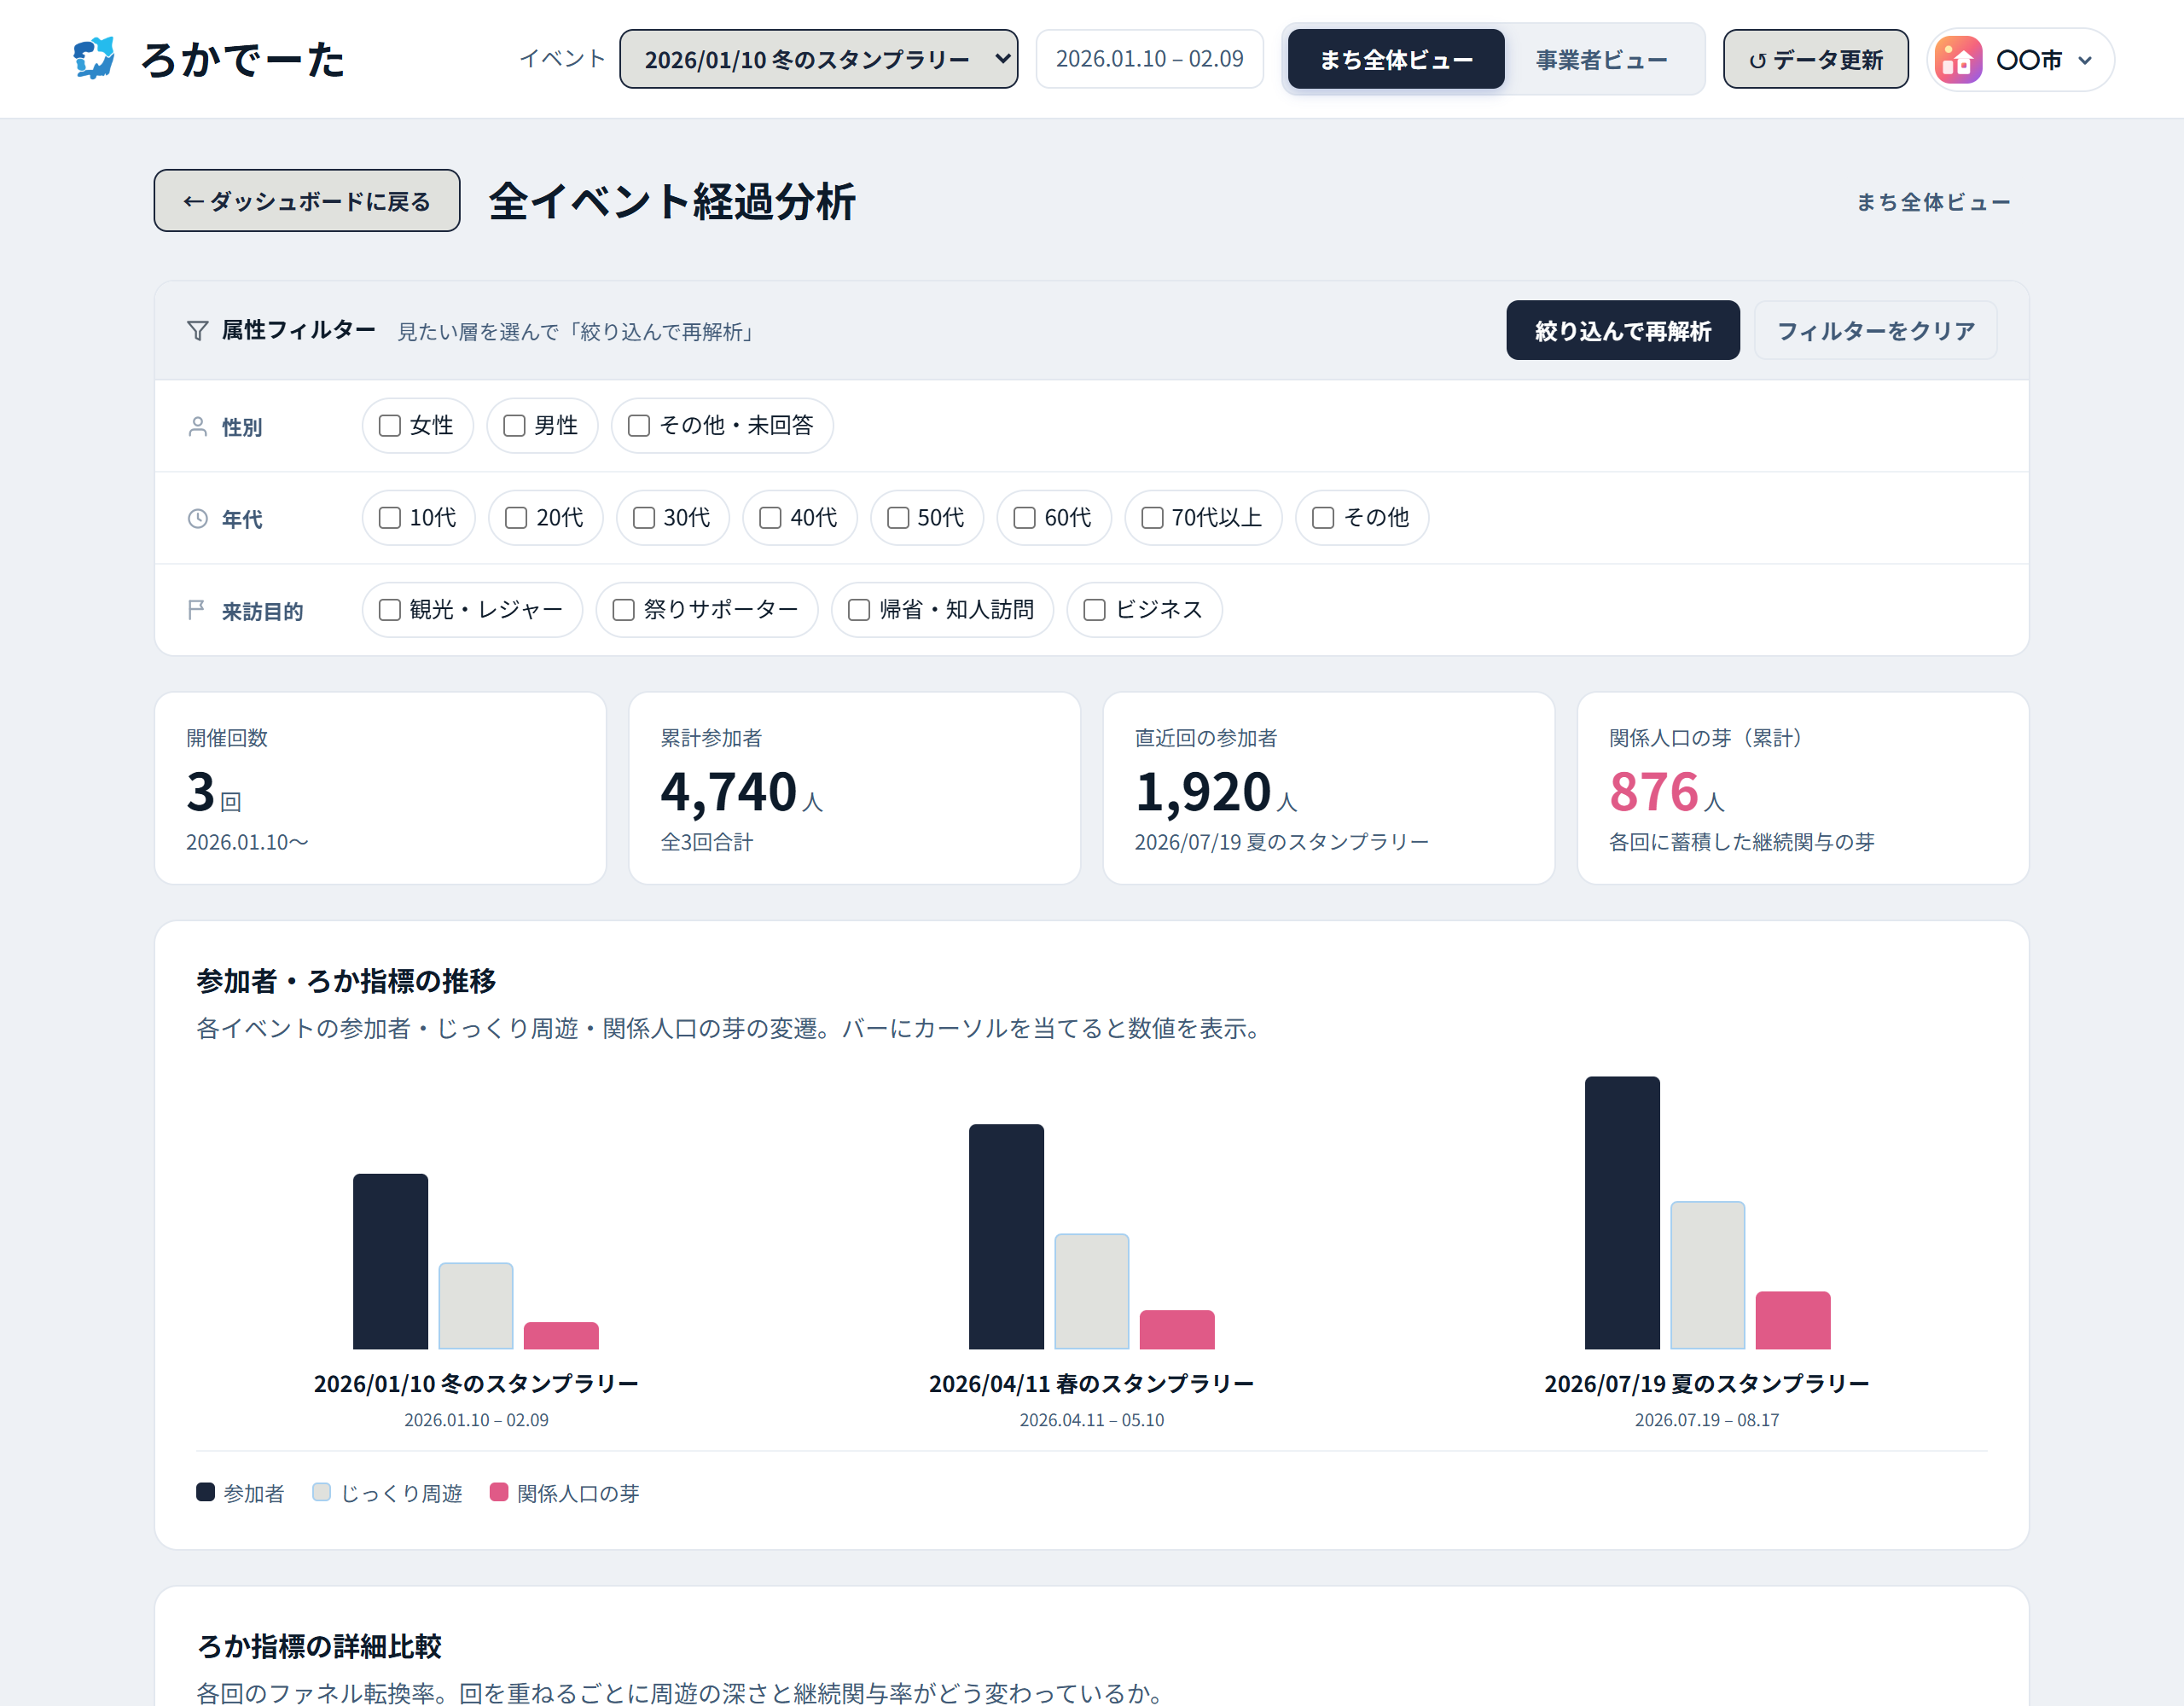 ろかでーた
イベント 2026/01/10 冬のスタンプラリー 2026.01.10 – 02.09 まち全体ビュー 事業者ビュー ↺ データ更新 〇〇市
← ダッシュボードに戻る 全イベント経過分析 まち全体ビュー
属性フィルター 見たい層を選んで「絞り込んで再解析」 絞り込んで再解析 フィルターをクリア
性別 女性 男性 その他・未回答
年代 10代 20代 30代 40代 50代 60代 70代以上 その他
来訪目的 観光・レジャー 祭りサポーター 帰省・知人訪問 ビジネス
開催回数
3 回
2026.01.10〜
累計参加者
4,740 人
全3回合計
直近回の参加者
1,920 人
2026/07/19 夏のスタンプラリー
関係人口の芽（累計）
876 人
各回に蓄積した継続関与の芽
参加者・ろか指標の推移
各イベントの参加者・じっくり周遊・関係人口の芽の変遷。バーにカーソルを当てると数値を表示。
2026/01/10 冬のスタンプラリー
2026.01.10 – 02.09
2026/04/11 春のスタンプラリー
2026.04.11 – 05.10
2026/07/19 夏のスタンプラリー
2026.07.19 – 08.17
参加者 じっくり周遊 関係人口の芽
ろか指標の詳細比較
各回のファネル転換率。回を重ねるごとに周遊の深さと継続関与率がどう変わっているか。